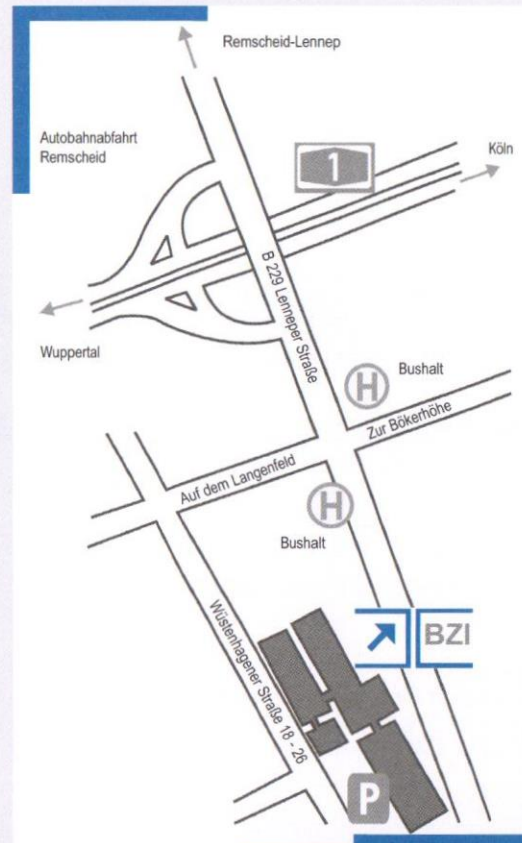 Remscheid-Lennep
Autobahnabfahrt
Remscheid
1
Köln
B 229 Lenneper Straße
Wuppertal
H
Bushalt
Zur Bökerhöhe
Auf dem Langenfeld
H
Bushalt
Wüstenhagener Straße 18 - 26
BZI
P